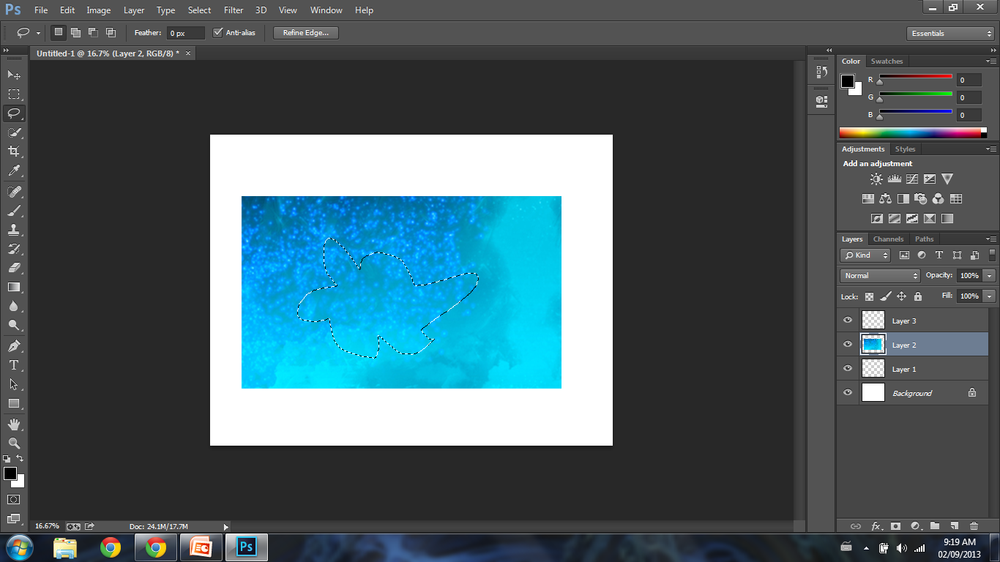 Ps File Edit Image Layer Type Select Filter 3D View Window Help
Feather: 0 px Anti-alias Refine Edge... Essentials
Untitled-1 @ 16.7% (Layer 2, RGB/8) * ×
Color Swatches
R 0
G 0
B 0
Adjustments Styles
Add an adjustment
Layers Channels Paths
Kind
Normal Opacity: 100%
Lock: Fill: 100%
Layer 3
Layer 2
Layer 1
Background
16.67% Doc: 24.1M/17.7M
fx
Ps
9:19 AM
02/09/2013